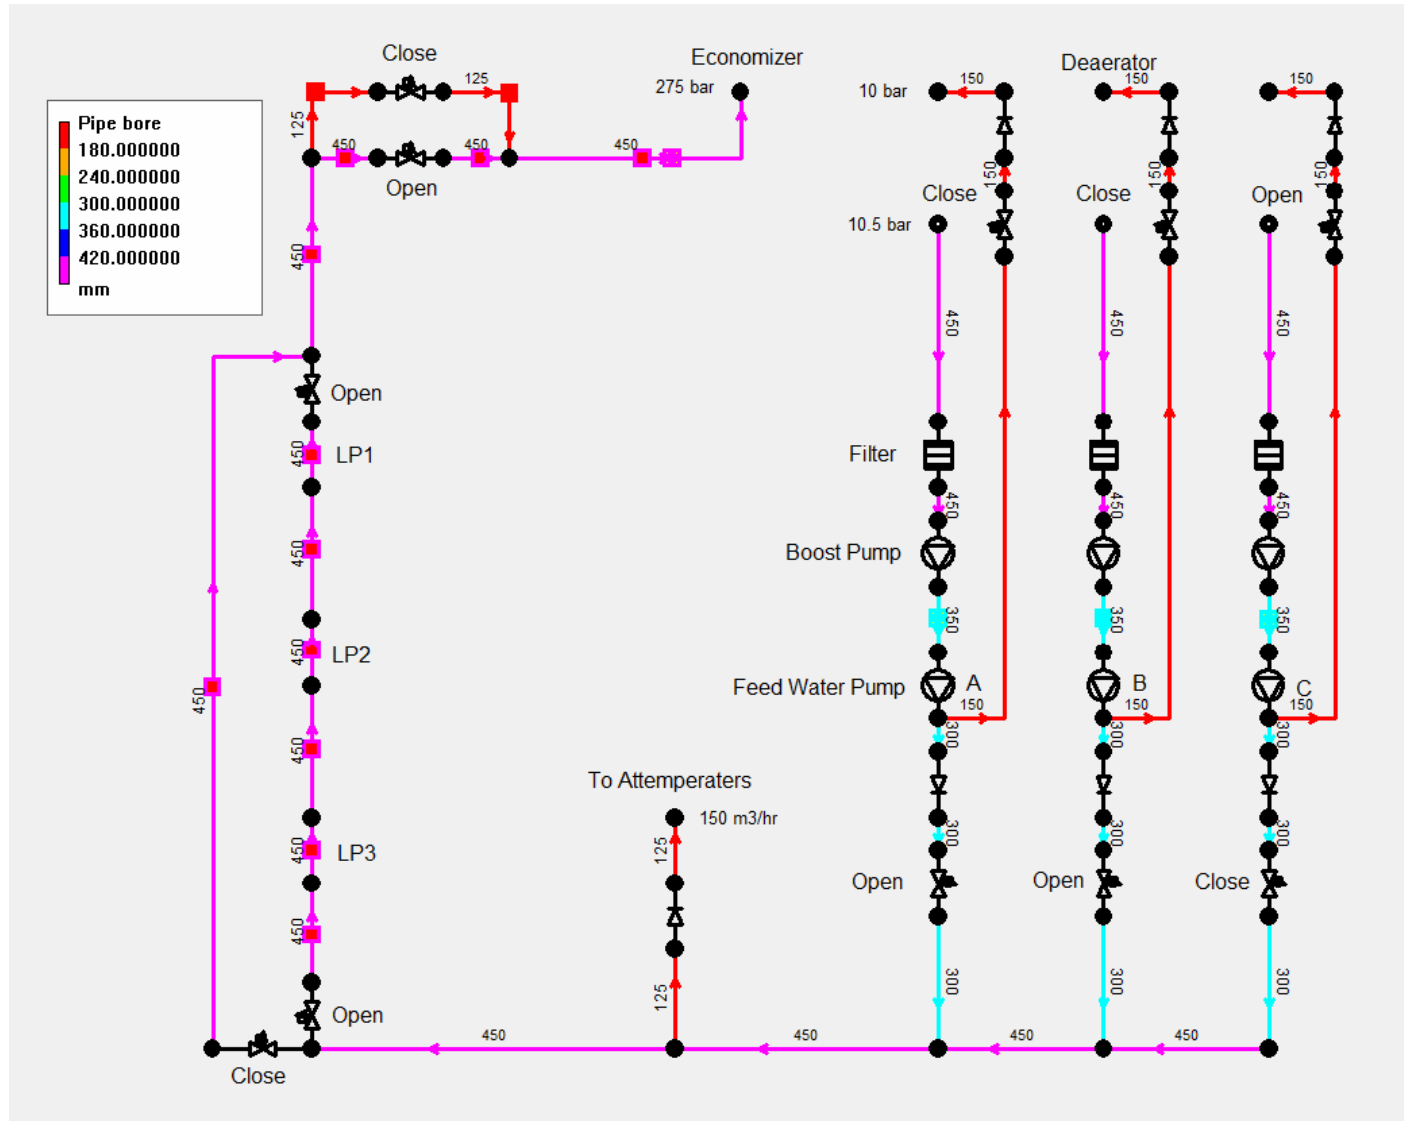 Close
Economizer
Deaerator
125
275 bar
10 bar
150
150
150
Pipe bore
180.000000
240.000000
300.000000
360.000000
420.000000
mm
125
450
450
450
Open
150
150
150
Close
Close
Open
10.5 bar
450
450
450
450
Open
450
LP1
Filter
450
450
450
450
Boost Pump
350
350
350
450
LP2
450
Feed Water Pump
A
B
C
150
150
150
300
300
300
450
To Attemperaters
150 m3/hr
450
LP3
125
300
300
300
Open
Open
Close
450
125
300
300
300
Open
450
450
450
450
Close